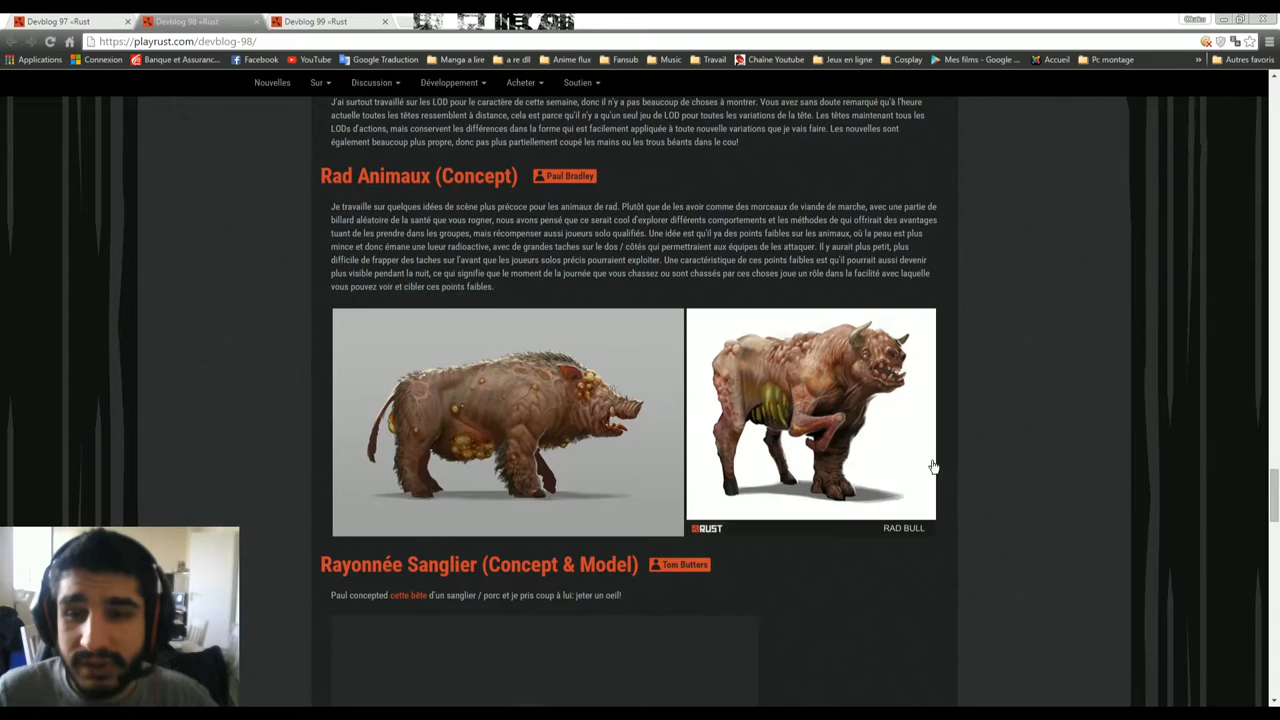 Devblog 97 «Rust
Devblog 98 «Rust
Devblog 99 «Rust
Otaku
https://playrust.com/devblog-98/
Applications
Connexion
Banque et Assuranc...
Facebook
YouTube
Google Traduction
Manga a lire
a re dl
Anime flux
Fansub
Music
Travail
Chaîne Youtube
Jeux en ligne
Cosplay
Mes films - Google ...
Accueil
Pc montage
»
Autres favoris
Nouvelles
Sur
Discussion
Développement
Acheter
Soutien
J'ai surtout travaillé sur les LOD pour le caractère de cette semaine, donc il n'y a pas beaucoup de choses à montrer. Vous avez sans doute remarqué qu'à l'heure
actuelle toutes les têtes ressemblent à distance, cela est parce qu'il n'y a qu'un seul jeu de LOD pour toutes les variations de la tête. Les têtes maintenant tous les
LODs d'actions, mais conservent les différences dans la forme qui est facilement appliquée à toute nouvelle variations que je vais faire. Les nouvelles sont
également beaucoup plus propre, donc pas plus partiellement coupé les mains ou les trous béants dans le cou!
Rad Animaux (Concept)
Paul Bradley
Je travaille sur quelques idées de scène plus précoce pour les animaux de rad. Plutôt que de les avoir comme des morceaux de viande de marche, avec une partie de
billard aléatoire de la santé que vous rogner, nous avons pensé que ce serait cool d'explorer différents comportements et les méthodes de qui offrirait des avantages
tuant de les prendre dans les groupes, mais récompenser aussi joueurs solo qualifiés. Une idée est qu'il ya des points faibles sur les animaux, où la peau est plus
mince et donc émane une lueur radioactive, avec de grandes taches sur le dos / côtés qui permettraient aux équipes de les attaquer. Il y aurait plus petit, plus
difficile de frapper des taches sur l'avant que les joueurs solos précis pourraient exploiter. Une caractéristique de ces points faibles est qu'il pourrait aussi devenir
plus visible pendant la nuit, ce qui signifie que le moment de la journée que vous chassez ou sont chassés par ces choses joue un rôle dans la facilité avec laquelle
vous pouvez voir et cibler ces points faibles.
RUST
RAD BULL
Rayonnée Sanglier (Concept & Model)
Tom Butters
Paul concepted cette bête d'un sanglier / porc et je pris coup à lui: jeter un oeil!